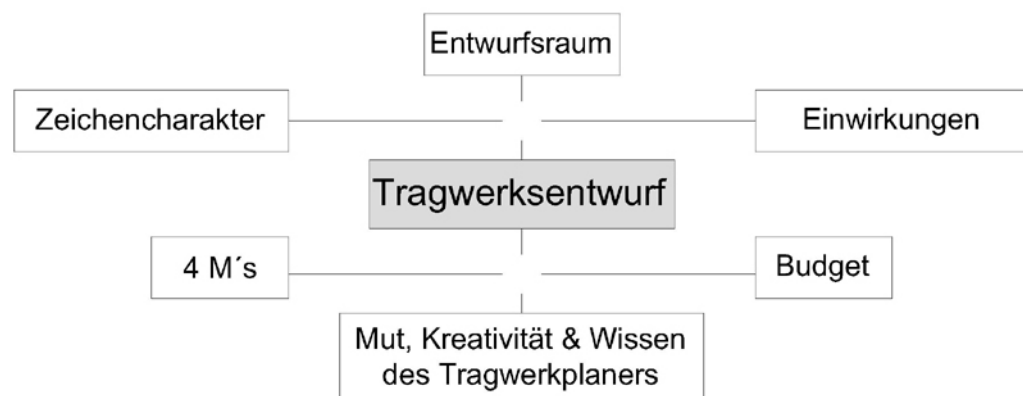 Entwurfsraum
Zeichencharakter
Einwirkungen
Tragwerksentwurf
4 M´s
Budget
Mut, Kreativität & Wissen
des Tragwerkplaners